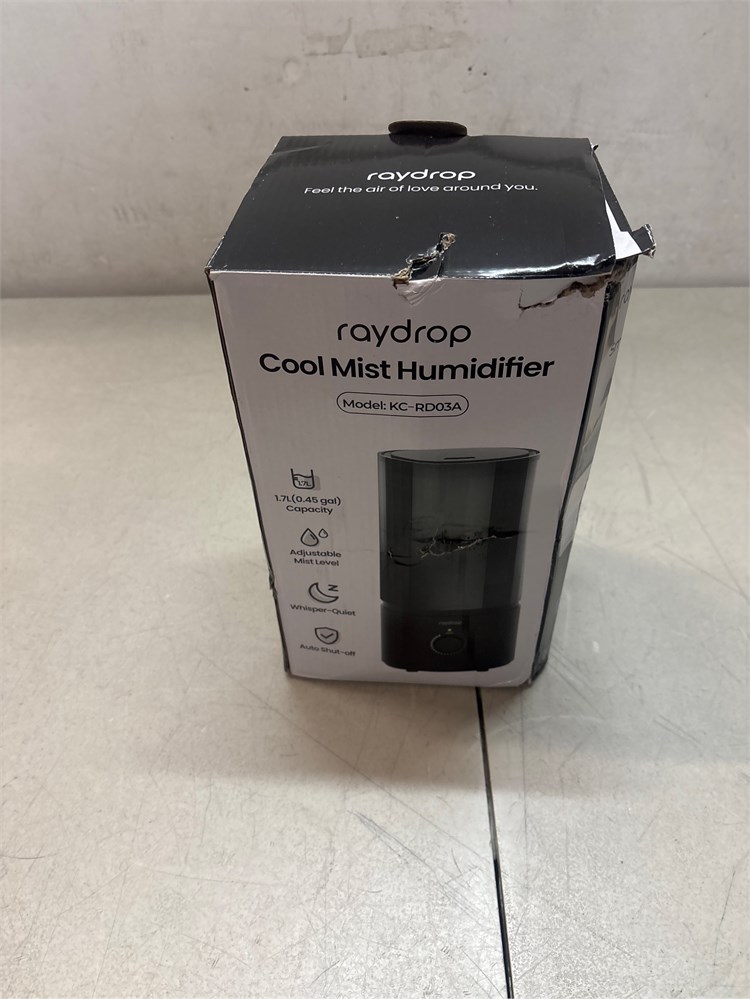 raydrop
Feel the air of love around you.
raydrop
Cool Mist Humidifier
Model: KC-RD03A
1.7L
1.7L(0.45 gal)
Capacity
Adjustable
Mist Level
Z
Whisper-Quiet
Auto Shut-off
raydrop